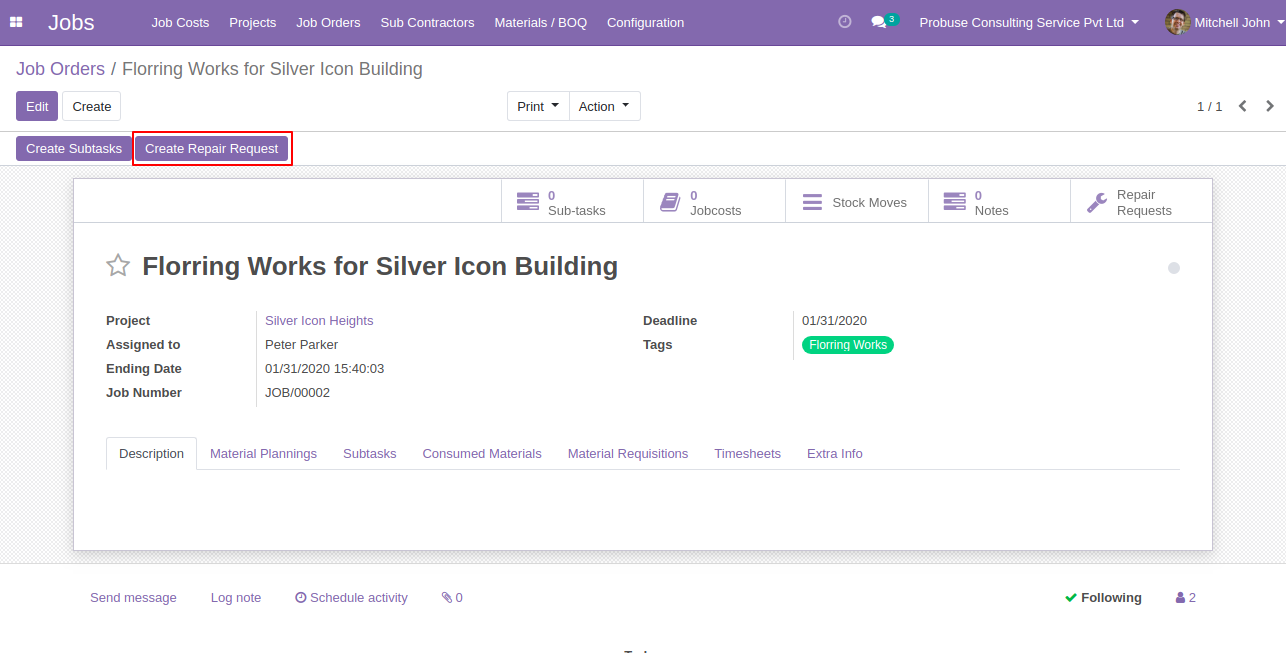 Jobs Job Costs Projects Job Orders Sub Contractors Materials / BOQ Configuration 3 Probuse Consulting Service Pvt Ltd Mitchell John
Job Orders / Florring Works for Silver Icon Building
Edit Create Print Action 1 / 1
Create Subtasks Create Repair Request
0 Sub-tasks
0 Jobcosts
Stock Moves
0 Notes
Repair Requests
Florring Works for Silver Icon Building
Project Silver Icon Heights
Assigned to Peter Parker
Ending Date 01/31/2020 15:40:03
Job Number JOB/00002
Deadline 01/31/2020
Tags Florring Works
Description Material Plannings Subtasks Consumed Materials Material Requisitions Timesheets Extra Info
Send message Log note Schedule activity 0 Following 2